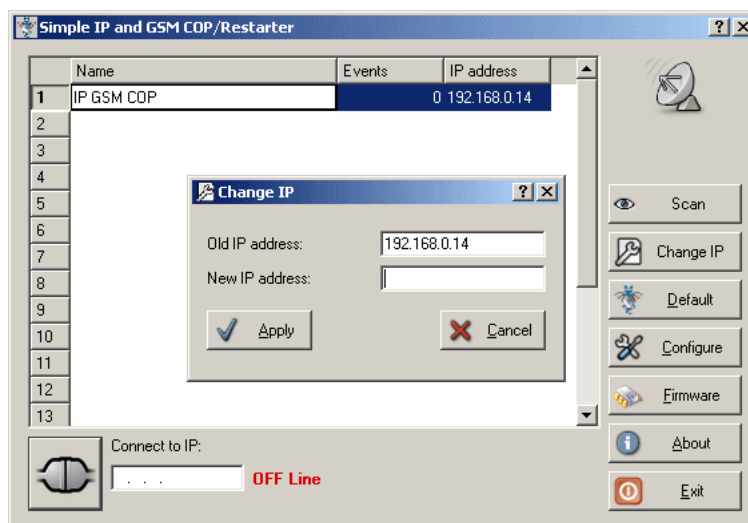 Simple IP and GSM COP/Restarter
Name Events IP address
1 IP GSM COP 0 192.168.0.14
2
3
4
5
6
7
8
9
10
11
12
13
Change IP
Old IP address: 192.168.0.14
New IP address:
Apply Cancel
Scan
Change IP
Default
Configure
Firmware
About
Exit
Connect to IP:
. . . OFF Line